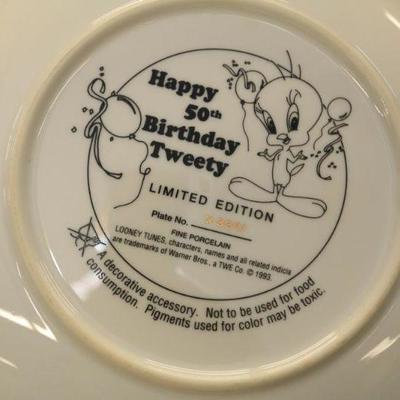 Happy
50th
Birthday
Tweety
LIMITED EDITION
Plate No.
FINE PORCELAIN
LOONEY TUNES, characters, names and all related indicia
are trademarks of Warner Bros., a TWE Co. © 1993.
A decorative accessory. Not to be used for food
consumption. Pigments used for color may be toxic.